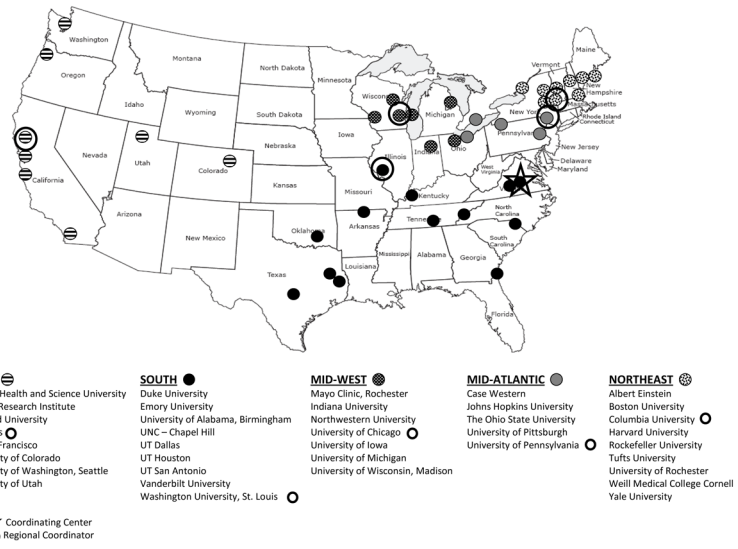 Maine
Washington
Montana
Vermont
North Dakota
Minnesota
Oregon
New
Hampshire
Wisconsin
Massachusetts
Idaho
New York
South Dakota
Michigan
Rhode Island
Connecticut
Wyoming
Pennsylvania
Iowa
New Jersey
Nebraska
Nevada
Illinois
Indiana
Ohio
Utah
West
Virginia
Delaware
Maryland
Colorado
California
Kansas
Missouri
Kentucky
North
Carolina
Arizona
Tennessee
Oklahoma
Arkansas
New Mexico
South
Carolina
Mississippi
Alabama
Georgia
Louisiana
Texas
Florida
SOUTH
MID-WEST
MID-ATLANTIC
NORTHEAST
Health and Science University
Duke University
Mayo Clinic, Rochester
Case Western
Albert Einstein
Research Institute
Emory University
Indiana University
Johns Hopkins University
Boston University
University
University of Alabama, Birmingham
Northwestern University
The Ohio State University
Columbia University
UNC – Chapel Hill
University of Chicago
University of Pittsburgh
Harvard University
Francisco
UT Dallas
University of Iowa
University of Pennsylvania
Rockefeller University
ty of Colorado
UT Houston
University of Michigan
Tufts University
ty of Washington, Seattle
UT San Antonio
University of Wisconsin, Madison
University of Rochester
ty of Utah
Vanderbilt University
Weill Medical College Cornell
Washington University, St. Louis
Yale University
Coordinating Center
Regional Coordinator